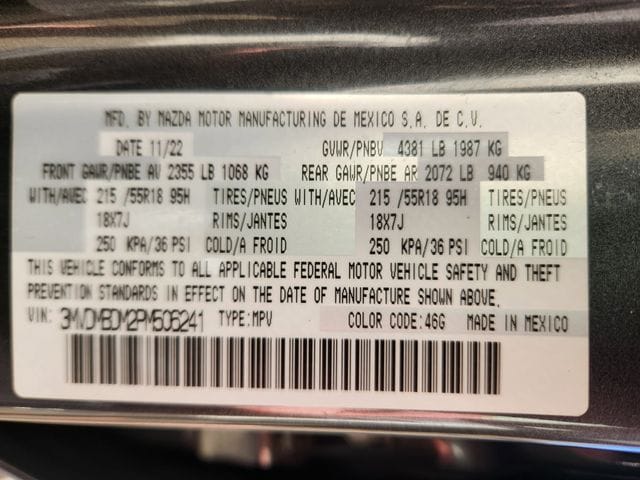 MFD. BY MAZDA MOTOR MANUFACTURING DE MEXICO S.A. DE C.V.
DATE 11/22 GVWR/PNBV 4381 LB 1987 KG
FRONT GAWR/PNBE AV 2355 LB 1068 KG REAR GAWR/PNBE AR 2072 LB 940 KG
WITH/AVEC 215 /55R18 95H TIRES/PNEUS WITH/AVEC 215 /55R18 95H TIRES/PNEUS
18X7J RIMS/JANTES 18X7J RIMS/JANTES
250 KPA/36 PSI COLD/A FROID 250 KPA/36 PSI COLD/A FROID
THIS VEHICLE CONFORMS TO ALL APPLICABLE FEDERAL MOTOR VEHICLE SAFETY AND THEFT
PREVENTION STANDARDS IN EFFECT ON THE DATE OF MANUFACTURE SHOWN ABOVE.
VIN: 3MVDMBDM2PM506241 TYPE:MPV COLOR CODE:46G MADE IN MEXICO